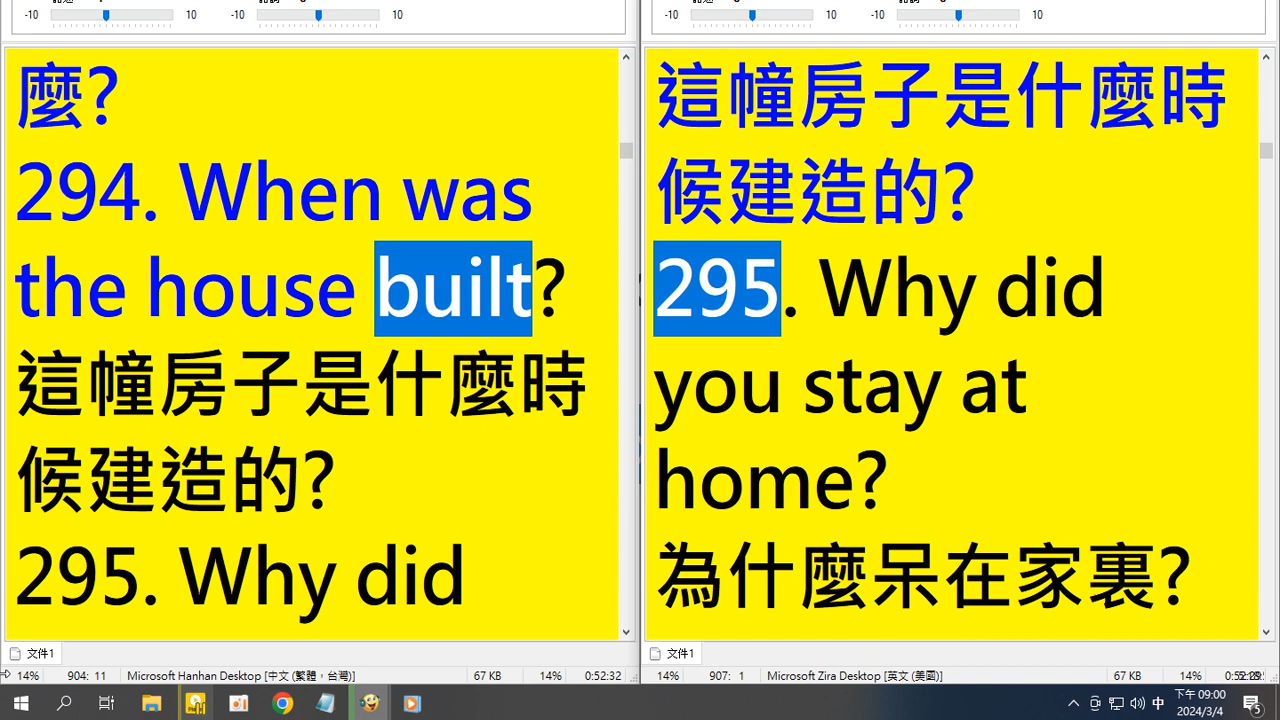 -10 10 -10 10
-10 10 -10 10
麼?
294. When was
the house built?
這幢房子是什麼時
候建造的?
295. Why did
這幢房子是什麼時
候建造的?
295. Why did
you stay at
home?
為什麼呆在家裏?
文件1
文件1
14% 904: 11 Microsoft Hanhan Desktop [中文 (繁體，台灣)] 67 KB 14% 0:52:32
14% 907: 1 Microsoft Zira Desktop [英文 (美國)] 67 KB 14%
中
下午 09:00
2024/3/4
5